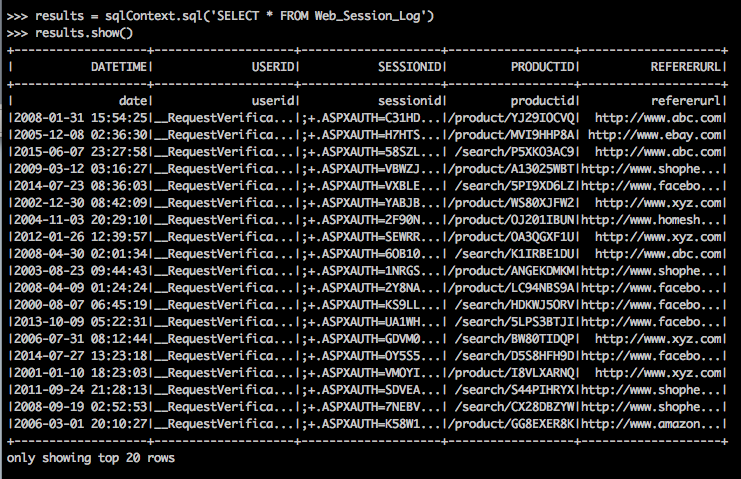 >>> results = sqlContext.sql('SELECT * FROM Web_Session_Log')
>>> results.show()
+-------------------+--------------------+--------------------+-----------------+--------------------+
|           DATETIME|              USERID|           SESSIONID|        PRODUCTID|          REFERERURL|
+-------------------+--------------------+--------------------+-----------------+--------------------+
|               date|              userid|           sessionid|        productid|          refererurl|
|2008-01-31 15:54:25|__RequestVerifica...|;+.ASPXAUTH=C31HD...|/product/YJ29IOCVQ|  http://www.abc.com|
|2005-12-08 02:36:30|__RequestVerifica...|;+.ASPXAUTH=H7HTS...|/product/MVI9HHP8A| http://www.ebay.com|
|2015-06-07 23:27:58|__RequestVerifica...|;+.ASPXAUTH=58SZL...| /search/P5XKO3AC9|  http://www.abc.com|
|2009-03-12 03:16:27|__RequestVerifica...|;+.ASPXAUTH=VBWZJ...|/product/A13025WBT|http://www.shophe...|
|2014-07-23 08:36:03|__RequestVerifica...|;+.ASPXAUTH=VXBLE...| /search/5PI9XD6LZ|http://www.facebo...|
|2002-12-30 08:42:09|__RequestVerifica...|;+.ASPXAUTH=YABJB...|/product/WS80XJFW2|  http://www.xyz.com|
|2004-11-03 20:29:10|__RequestVerifica...|;+.ASPXAUTH=2F90N...|/product/OJ201IBUN|http://www.homesh...|
|2012-01-26 12:39:57|__RequestVerifica...|;+.ASPXAUTH=SEWRR...|/product/OA3QGXF1U|  http://www.xyz.com|
|2008-04-30 02:01:34|__RequestVerifica...|;+.ASPXAUTH=6OB10...| /search/K1IRBE1DU|  http://www.abc.com|
|2003-08-23 09:44:43|__RequestVerifica...|;+.ASPXAUTH=1NRGS...|/product/ANGEKDMKM|http://www.shophe...|
|2008-04-09 01:24:24|__RequestVerifica...|;+.ASPXAUTH=2Y8NA...|/product/LC94NBS9A|http://www.facebo...|
|2000-08-07 06:45:19|__RequestVerifica...|;+.ASPXAUTH=KS9LL...| /search/HDKWJ5ORV|http://www.facebo...|
|2013-10-09 05:22:31|__RequestVerifica...|;+.ASPXAUTH=UA1WH...| /search/5LPS3BTJI|http://www.facebo...|
|2006-07-31 08:12:44|__RequestVerifica...|;+.ASPXAUTH=GDVM0...| /search/BW80TIDQP|  http://www.xyz.com|
|2014-07-27 13:23:18|__RequestVerifica...|;+.ASPXAUTH=OY5S5...| /search/D5S8HFH9D|http://www.facebo...|
|2001-01-10 18:23:03|__RequestVerifica...|;+.ASPXAUTH=VMOYI...|/product/I8VLXARNQ|  http://www.xyz.com|
|2011-09-24 21:28:13|__RequestVerifica...|;+.ASPXAUTH=SDVEA...| /search/S44PIHRYX|http://www.shophe...|
|2008-09-19 02:52:53|__RequestVerifica...|;+.ASPXAUTH=7NEBV...| /search/CX28DBZYW|http://www.shophe...|
|2006-03-01 20:10:27|__RequestVerifica...|;+.ASPXAUTH=K58W1...|/product/GG8EXER8K|http://www.amazon...|
+-------------------+--------------------+--------------------+-----------------+--------------------+
only showing top 20 rows